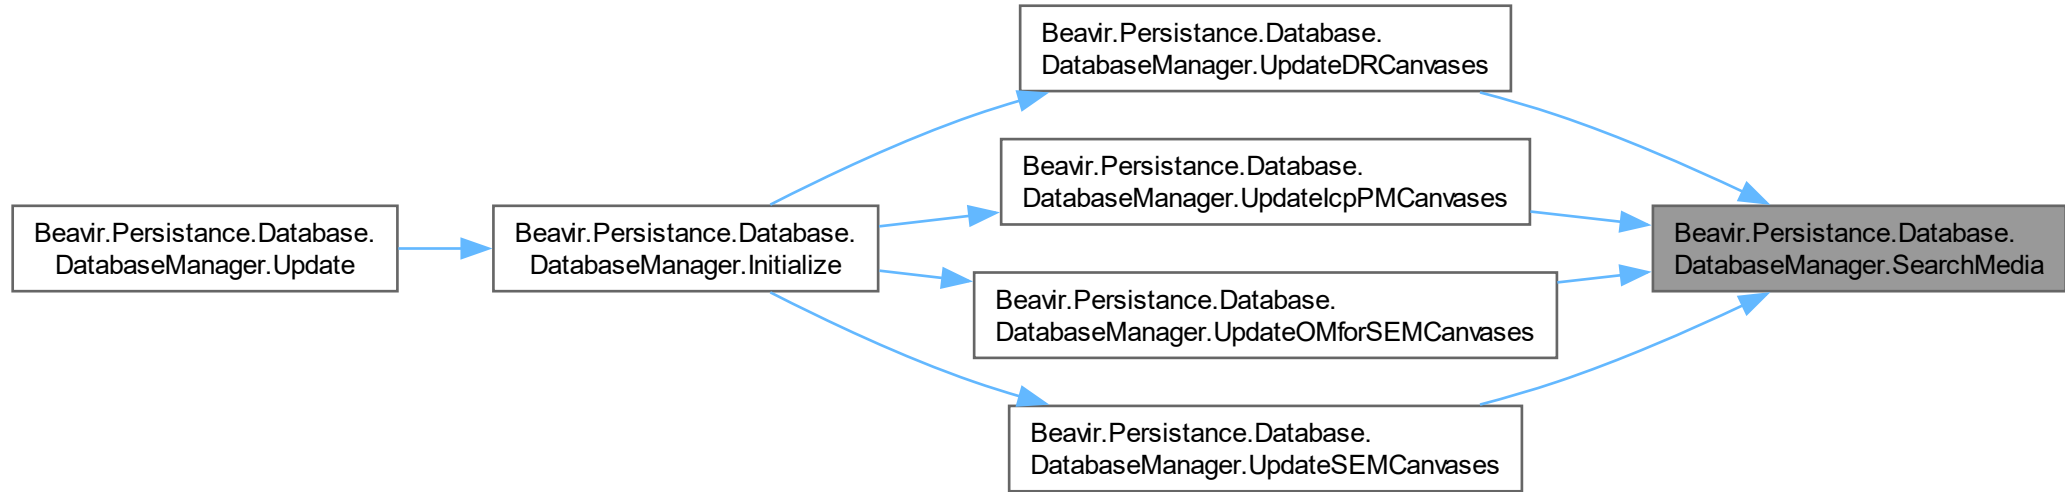 Beavir.Persistance.Database.
DatabaseManager.Update
Beavir.Persistance.Database.
DatabaseManager.Initialize
Beavir.Persistance.Database.
DatabaseManager.UpdateDRCanvases
Beavir.Persistance.Database.
DatabaseManager.UpdateIcpPMCanvases
Beavir.Persistance.Database.
DatabaseManager.UpdateOMforSEMCanvases
Beavir.Persistance.Database.
DatabaseManager.UpdateSEMCanvases
Beavir.Persistance.Database.
DatabaseManager.SearchMedia